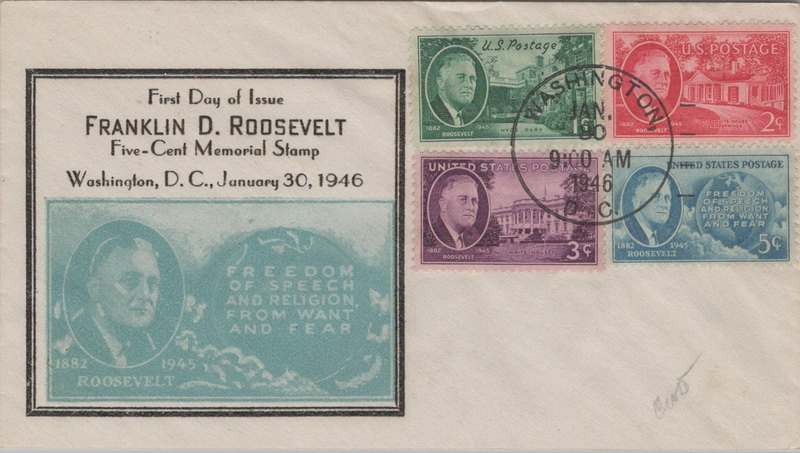 First Day of Issue
FRANKLIN D. ROOSEVELT
Five-Cent Memorial Stamp
Washington, D. C., January 30, 1946
FREEDOM
OF SPEECH
AND RELIGION,
FROM WANT
AND FEAR
1882 1945
ROOSEVELT
U.S. Postage
1882 1945
ROOSEVELT
HYDE PARK
U.S. POSTAGE
1945
ROOSEVELT
2¢
UNITED STATES POSTAGE
1882 1945
ROOSEVELT
WHITE HOUSE
3¢
UNITED STATES POSTAGE
FREEDOM
OF SPEECH
AND RELIGION,
FROM WANT
AND FEAR
1882 1945
ROOSEVELT
5¢
WASHINGTON
JAN.
30
9:00 AM
1946
D. C.